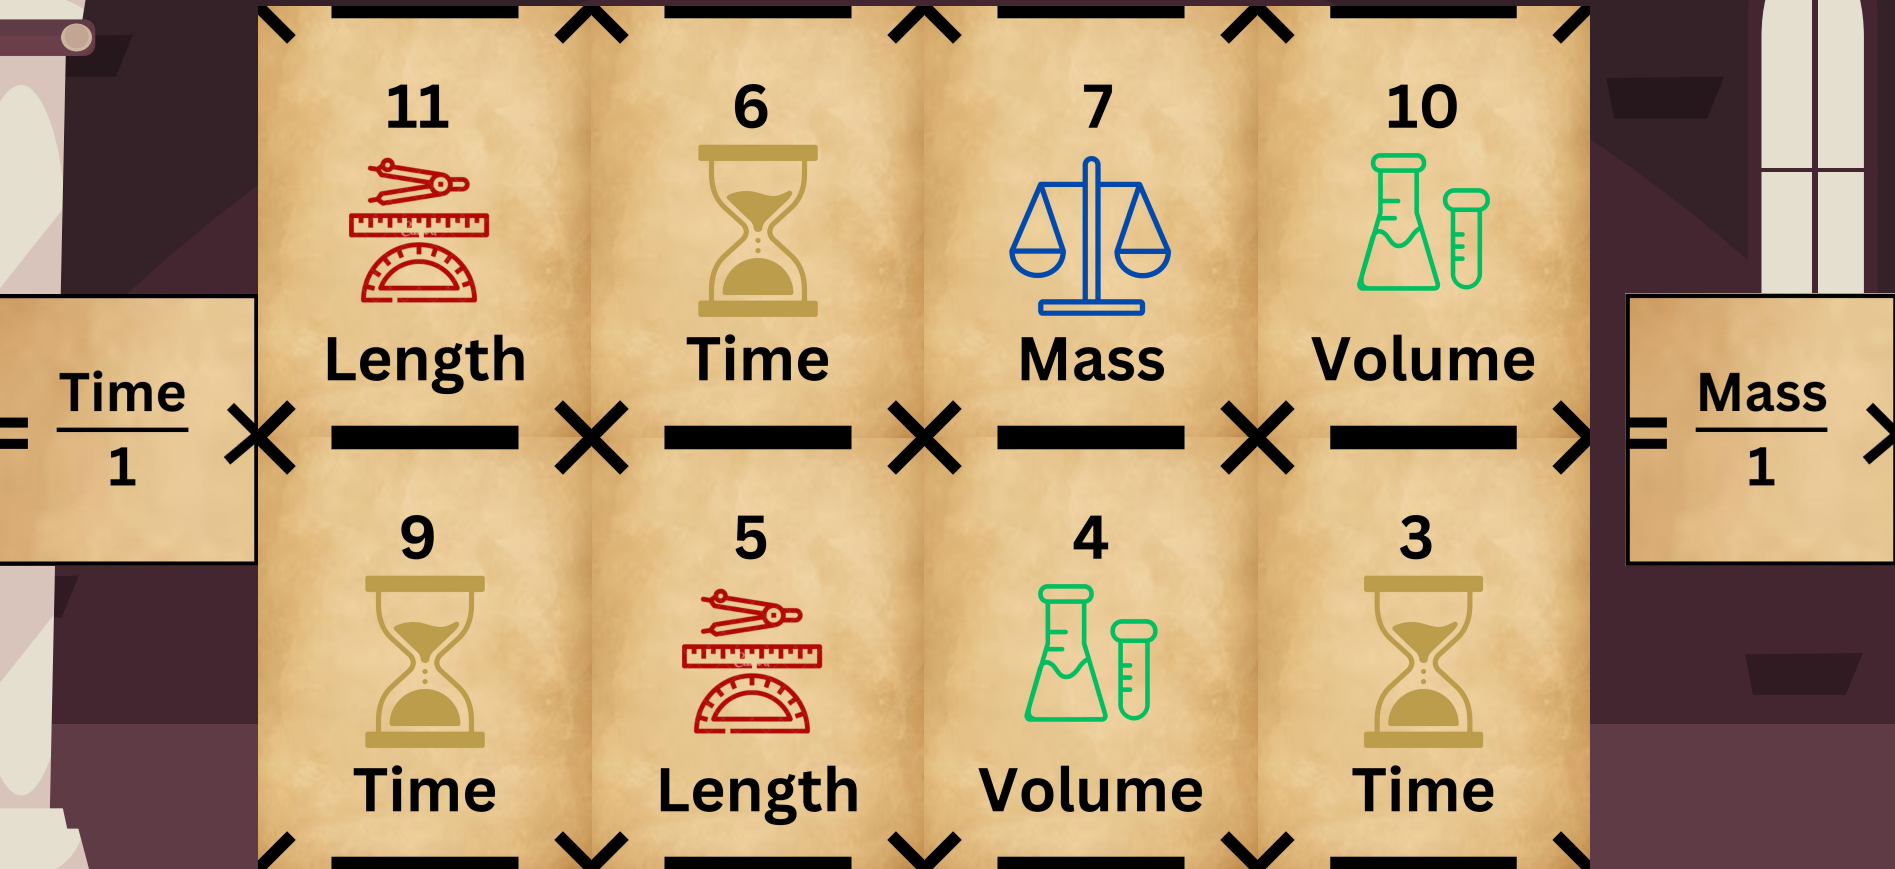 11 6 7 10
Length Time Mass Volume
= Time × × × × ×
1
= Mass ×
1
9 5 4 3
Time Length Volume Time